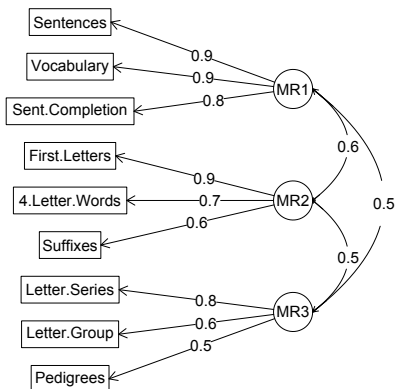 Sentences
0.9
Vocabulary
0.9
MR1
Sent.Completion
0.8
0.6
First.Letters
0.9
4.Letter.Words
0.7
MR2
0.5
Suffixes
0.6
0.5
Letter.Series
0.8
MR3
Letter.Group
0.6
0.5
Pedigrees